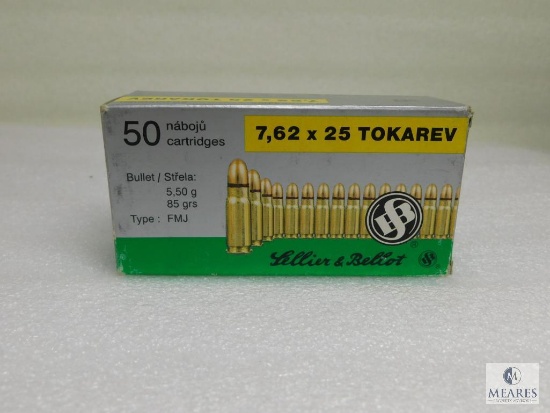 50 nábojů
cartridges
7,62 x 25 TOKAREV
Bullet / Střela:
5,50 g
85 grs
Type : FMJ
Sellier & Bellot
M
MEARES